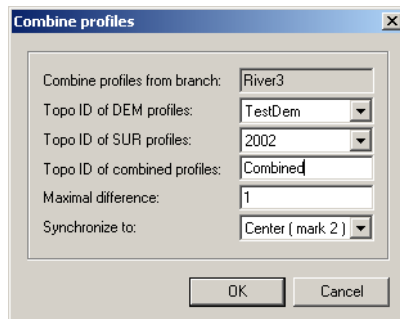 Combine profiles
Combine profiles from branch: River3
Topo ID of DEM profiles: TestDem
Topo ID of SUR profiles: 2002
Topo ID of combined profiles: Combined
Maximal difference: 1
Synchronize to: Center ( mark 2 )
OK Cancel